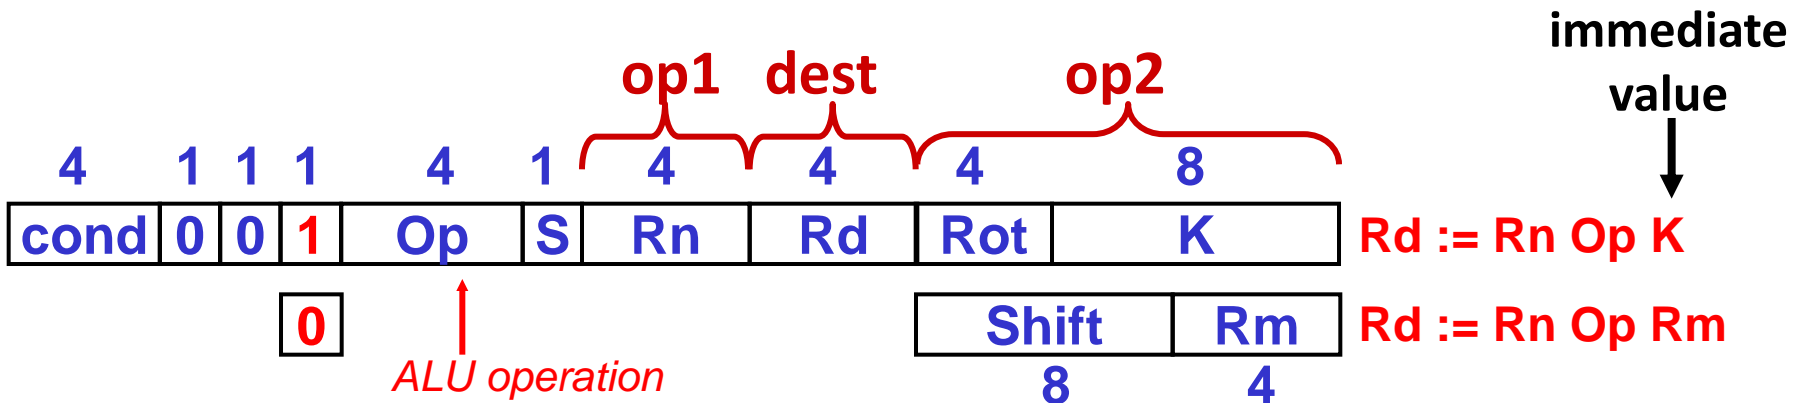 immediate
value
op1 dest op2
4 1 1 1 4 1 4 4 4 8
cond 0 0 1 Op S Rn Rd Rot K Rd := Rn Op K
0 Shift Rm Rd := Rn Op Rm
ALU operation 8 4